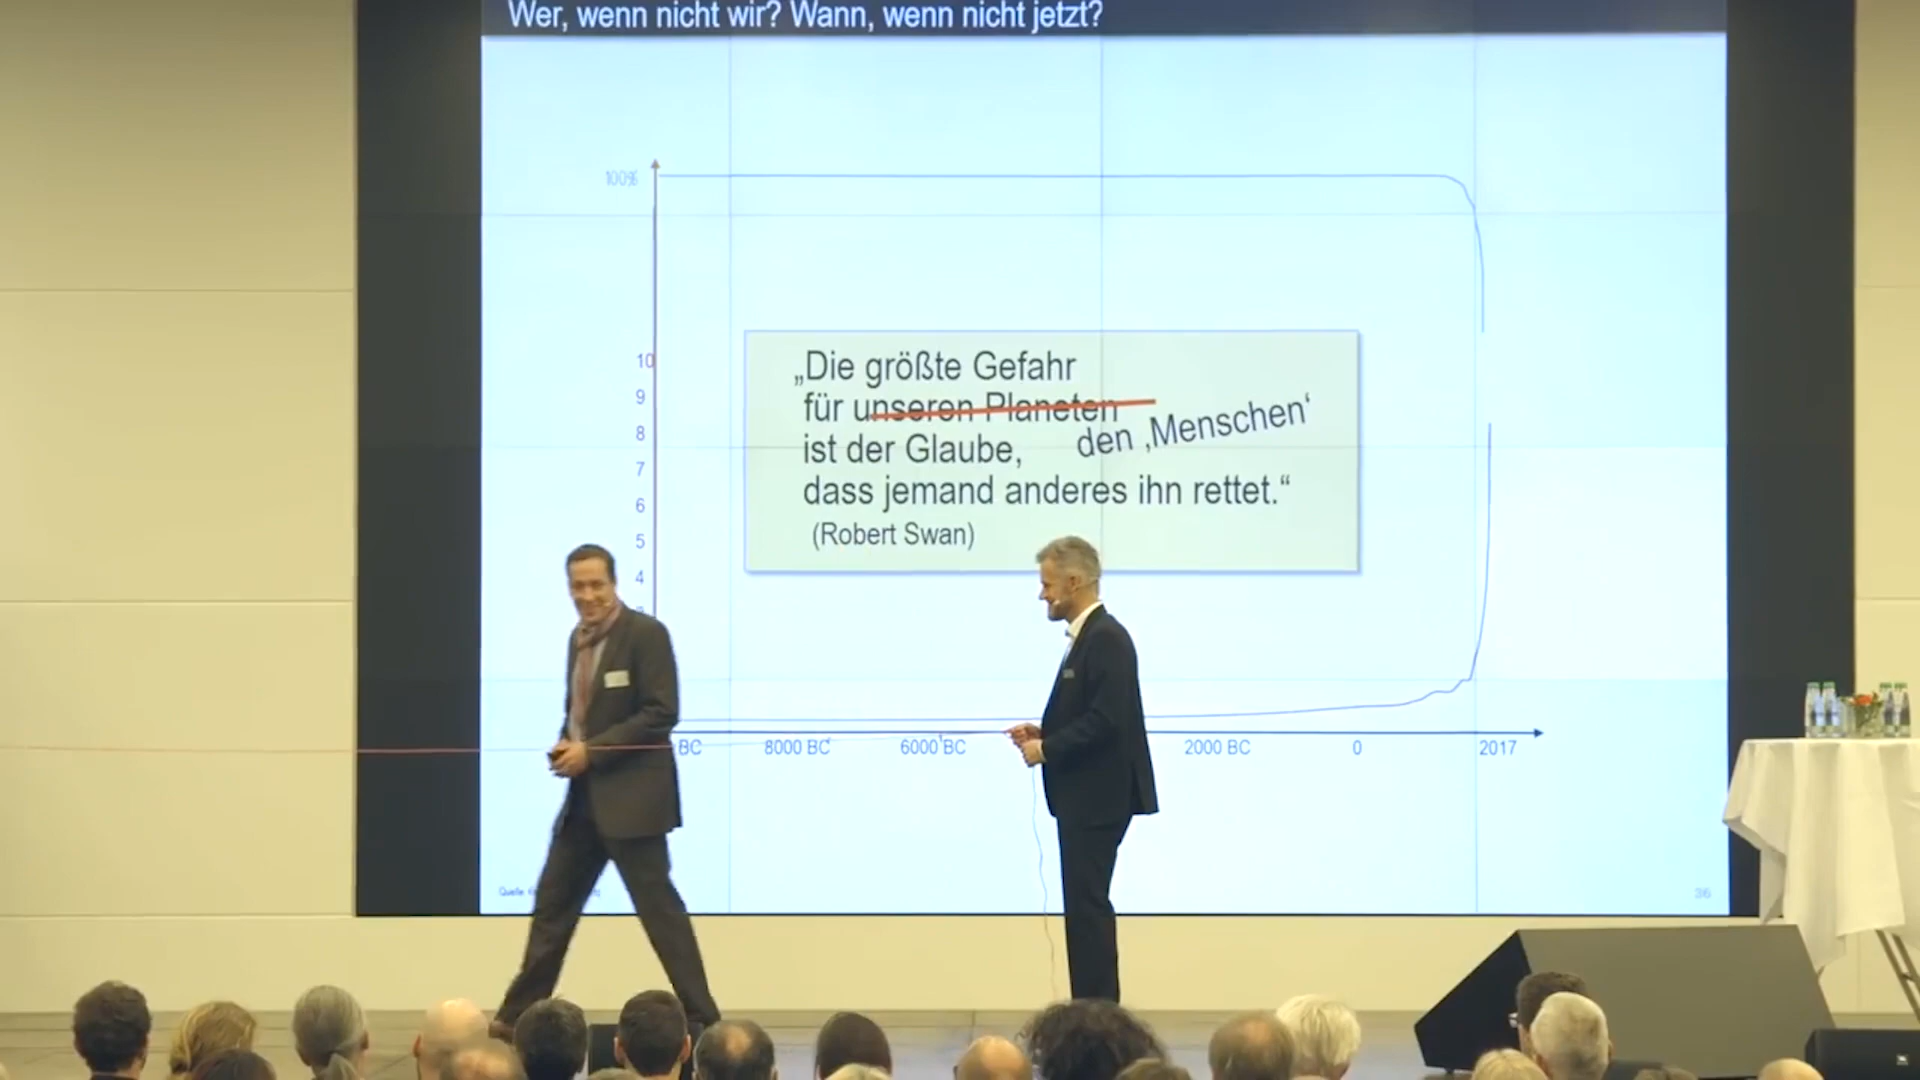 Wer, wenn nicht wir? Wann, wenn nicht jetzt?
100%
10
9
8
7
6
5
4
„Die größte Gefahr
für unseren Planeten
den ‚Menschen‘
ist der Glaube,
dass jemand anderes ihn rettet.“
(Robert Swan)
BC 8000 BC 6000 BC 2000 BC 0 2017
Quelle
36